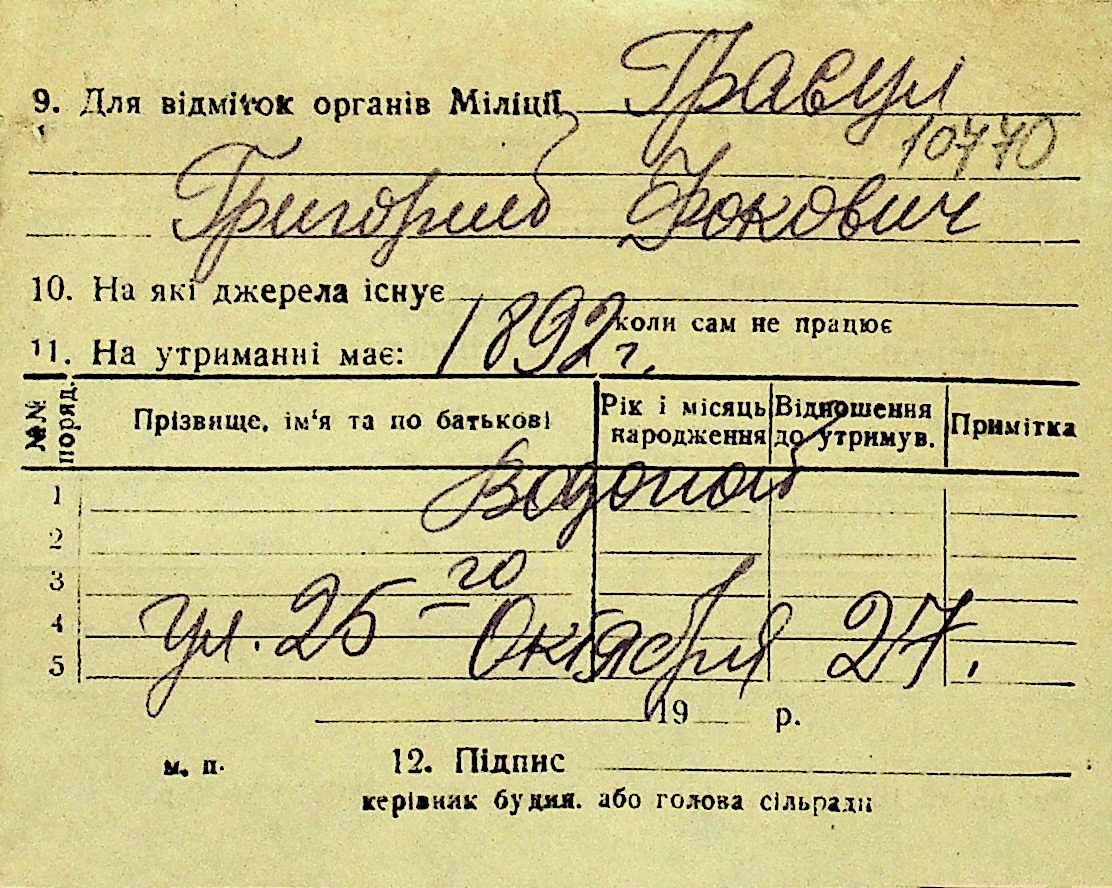 9. Для відміток органів Міліції Гравул
10770
Григорий Фокович
10. На які джерела існує
коли сам не працює
11. На утриманні має: 1892 г.
№№ поряд. Прізвище, ім‘я та по батькові Рік і місяць народження Відношення до утримув. Примітка
1 Водопой
2
3
4 ул. 25-го Октября 27.
5
19 р.
м. п. 12. Підпис
керівник будин. або голова сільради